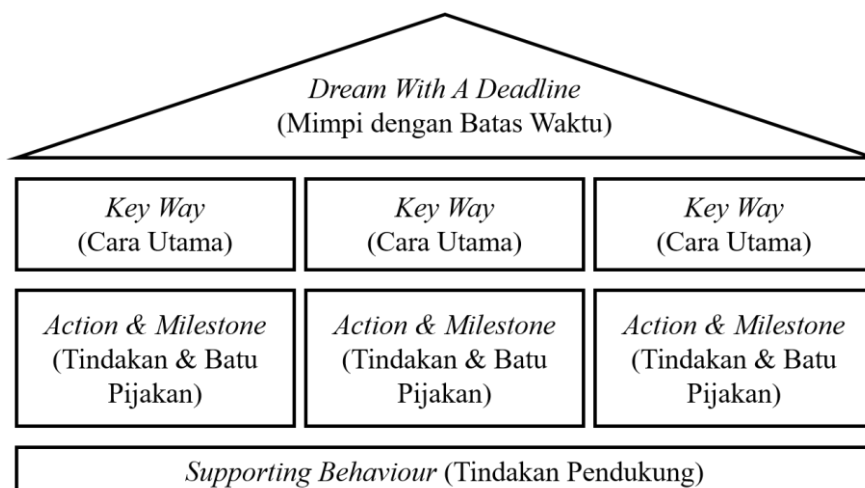 Dream With A Deadline
(Mimpi dengan Batas Waktu)
Key Way
(Cara Utama)
Key Way
(Cara Utama)
Key Way
(Cara Utama)
Action & Milestone
(Tindakan & Batu
Pijakan)
Action & Milestone
(Tindakan & Batu
Pijakan)
Action & Milestone
(Tindakan & Batu
Pijakan)
Supporting Behaviour (Tindakan Pendukung)